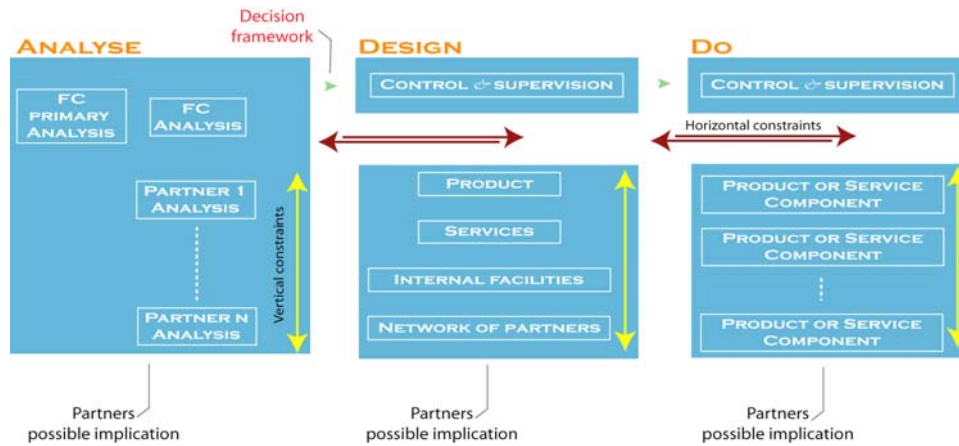 Decision
framework
ANALYSE
DESIGN
DO
FC
PRIMARY
ANALYSIS
FC
ANALYSIS
PARTNER 1
ANALYSIS
PARTNER N
ANALYSIS
Vertical constraints
CONTROL & SUPERVISION
PRODUCT
SERVICES
INTERNAL FACILITIES
NETWORK OF PARTNERS
CONTROL & SUPERVISION
Horizontal constraints
PRODUCT OR SERVICE
COMPONENT
PRODUCT OR SERVICE
COMPONENT
PRODUCT OR SERVICE
COMPONENT
Partners
possible implication
Partners
possible implication
Partners
possible implication